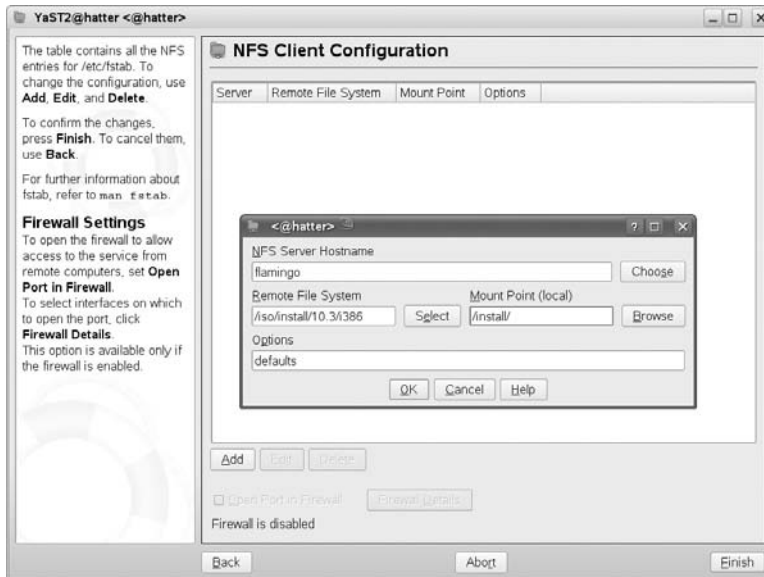 YaST2@hatter <@hatter>
The table contains all the NFS
entries for /etc/fstab. To
change the configuration, use
Add, Edit, and Delete.
To confirm the changes,
press Finish. To cancel them,
use Back.
For further information about
fstab, refer to man fstab.
Firewall Settings
To open the firewall to allow
access to the service from
remote computers, set Open
Port in Firewall.
To select interfaces on which
to open the port, click
Firewall Details.
This option is available only if
the firewall is enabled.
NFS Client Configuration
Server Remote File System Mount Point Options
<@hatter>
NFS Server Hostname
flamingo Choose
Remote File System Mount Point (local)
/iso/install/10.3/i386 Select /install/ Browse
Options
defaults
OK Cancel Help
Add Edit Delete
Open Port in Firewall Firewall Details
Firewall is disabled
Back Abort Finish